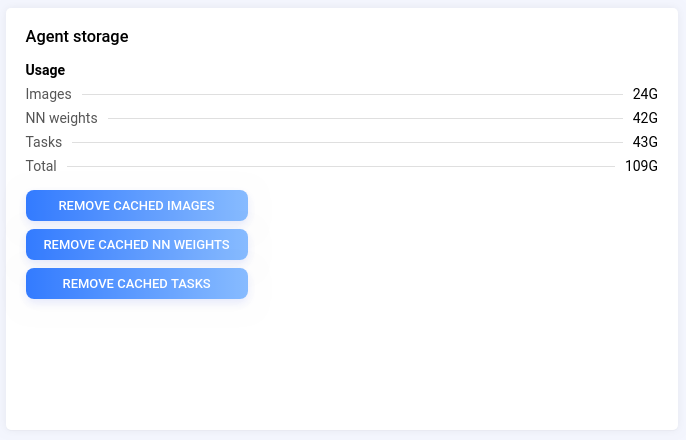 Agent storage
Usage
Images 24G
NN weights 42G
Tasks 43G
Total 109G
REMOVE CACHED IMAGES
REMOVE CACHED NN WEIGHTS
REMOVE CACHED TASKS